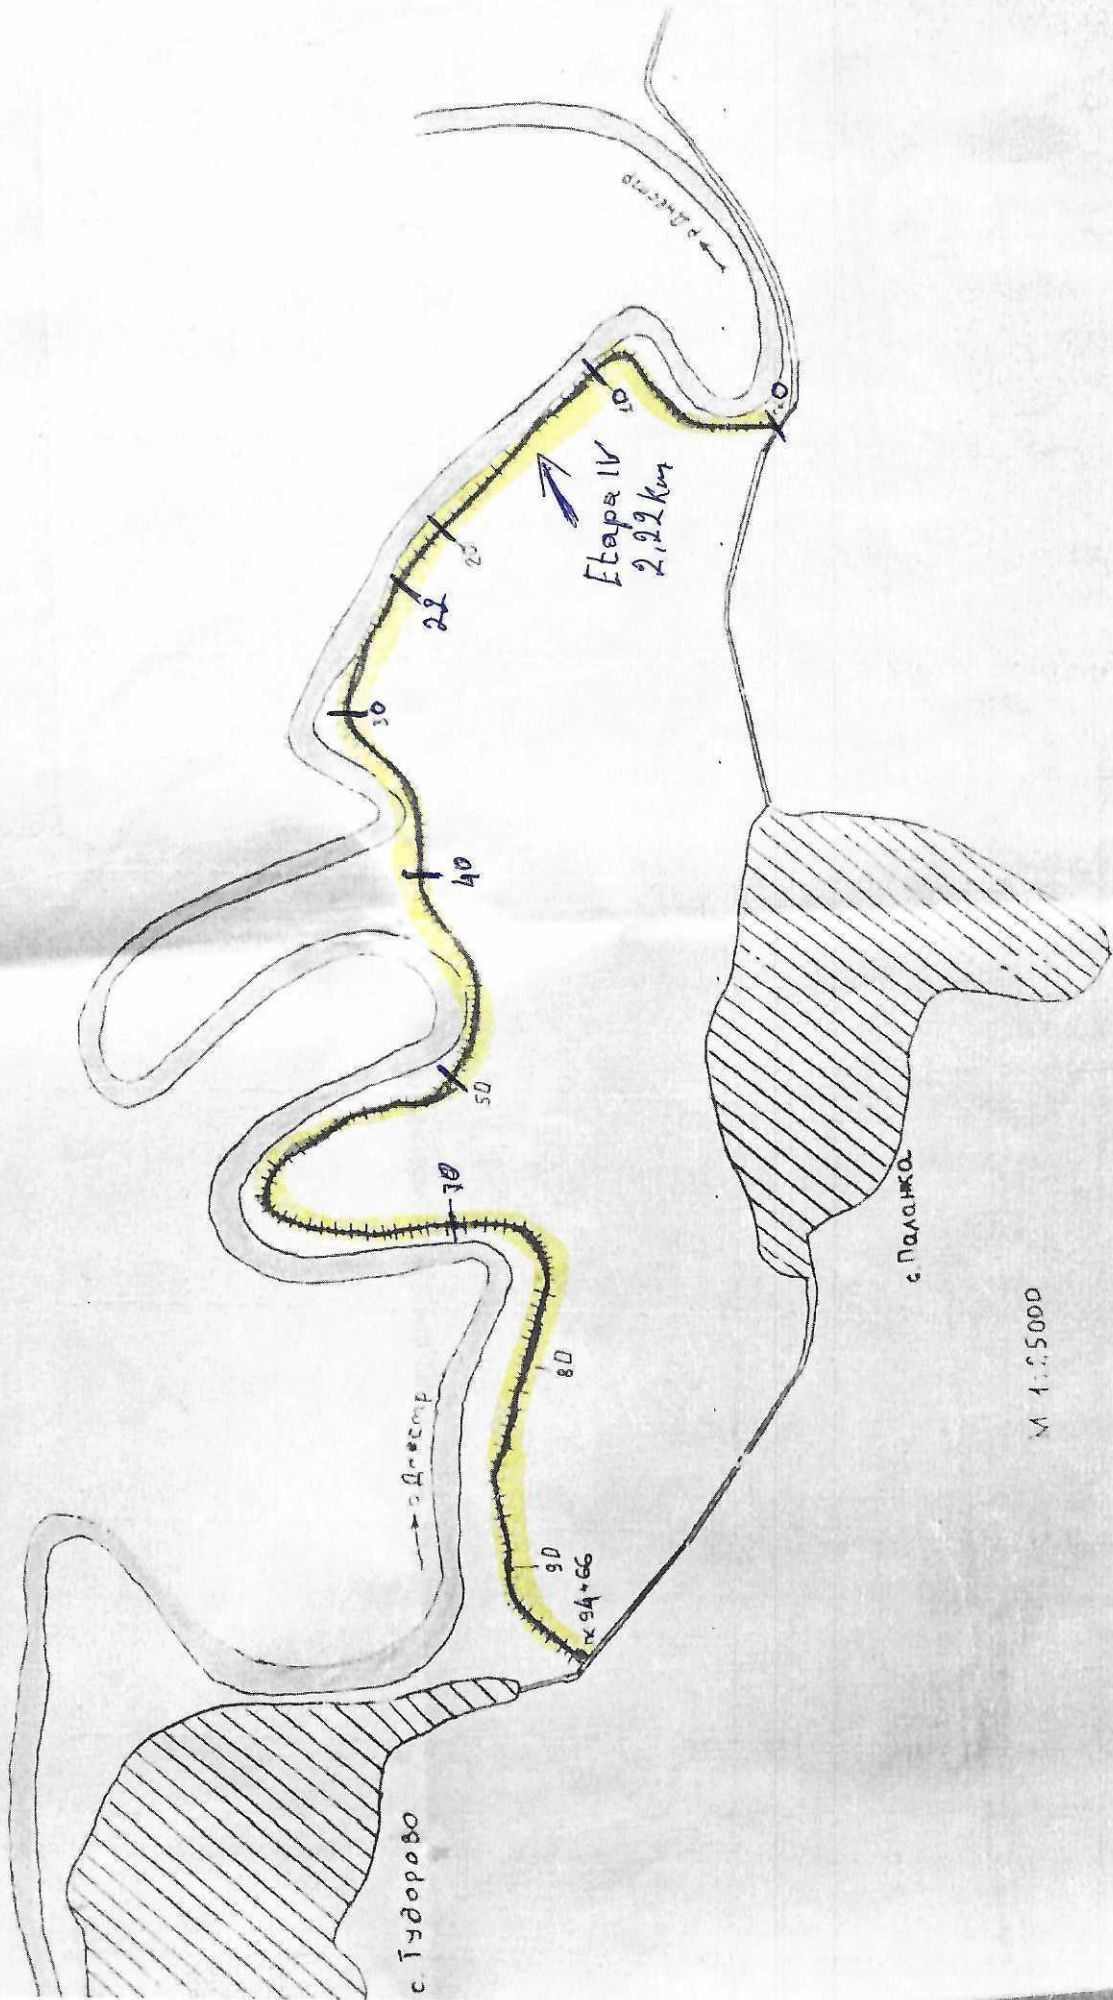 с. Тудорово
→ р. Днестр
пк 94+66
90
80
70
50
40
30
22
20
10
0
Etapa IV
2,22 km
→ р. Днестр
с. Паланка
М 1:25000